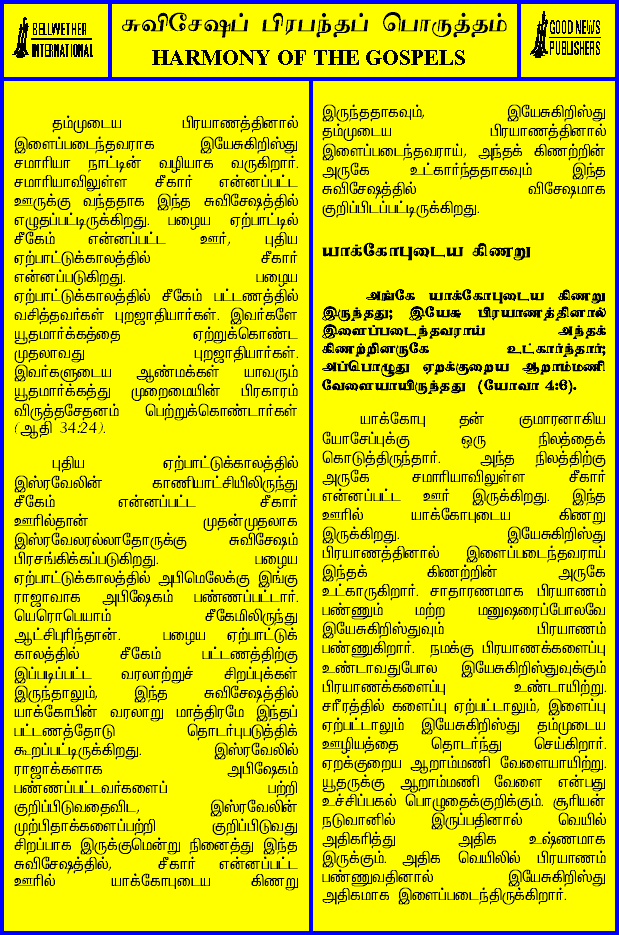 BELLWETHER
INTERNATIONAL
சுவிசேஷப் பிரபந்தப் பொருத்தம்
HARMONY OF THE GOSPELS
GOOD NEWS
PUBLISHERS
தம்முடைய பிரயாணத்தினால்
இளைப்படைந்தவராக இயேசுகிறிஸ்து
சமாரியா நாட்டின் வழியாக வருகிறார்.
சமாரியாவிலுள்ள சீகார் என்னப்பட்ட
ஊருக்கு வந்ததாக இந்த சுவிசேஷத்தில்
எழுதப்பட்டிருக்கிறது. பழைய ஏற்பாட்டில்
சீகேம் என்னப்பட்ட ஊர், புதிய
ஏற்பாட்டுக்காலத்தில் சீகார்
என்னப்படுகிறது. பழைய
ஏற்பாட்டுக்காலத்தில் சீகேம் பட்டணத்தில்
வசித்தவர்கள் புறஜாதியார்கள். இவர்களே
யூதமார்க்கத்தை ஏற்றுக்கொண்ட
முதலாவது புறஜாதியார்கள்.
இவர்களுடைய ஆண்மக்கள் யாவரும்
யூதமார்க்கத்து முறைமையின் பிரகாரம்
விருத்தசேதனம் பெற்றுக்கொண்டார்கள்
(ஆதி 34:24).
புதிய ஏற்பாட்டுக்காலத்தில்
இஸ்ரவேலின் காணியாட்சியிலிருந்து
சீகேம் என்னப்பட்ட சீகார்
ஊரில்தான் முதன்முதலாக
இஸ்ரவேலரல்லாதோருக்கு சுவிசேஷம்
பிரசங்கிக்கப்படுகிறது. பழைய
ஏற்பாட்டுக்காலத்தில் அபிமெலேக்கு இங்கு
ராஜாவாக அபிஷேகம் பண்ணப்பட்டார்.
யெரொபெயாம் சீகேமிலிருந்து
ஆட்சிபுரிந்தான். பழைய ஏற்பாட்டுக்
காலத்தில் சீகேம் பட்டணத்திற்கு
இப்படிப்பட்ட வரலாற்றுச் சிறப்புக்கள்
இருந்தாலும், இந்த சுவிசேஷத்தில்
யாக்கோபின் வரலாறு மாத்திரமே இந்தப்
பட்டணத்தோடு தொடர்புபடுத்திக்
கூறப்பட்டிருக்கிறது. இஸ்ரவேலில்
ராஜாக்களாக அபிஷேகம்
பண்ணப்பட்டவர்களைப் பற்றி
குறிப்பிடுவதைவிட, இஸ்ரவேலின்
முற்பிதாக்களைப்பற்றி குறிப்பிடுவது
சிறப்பாக இருக்குமென்று நினைத்து இந்த
சுவிசேஷத்தில், சீகார் என்னப்பட்ட
ஊரில் யாக்கோபுடைய கிணறு
இருந்ததாகவும், இயேசுகிறிஸ்து
தம்முடைய பிரயாணத்தினால்
இளைப்படைந்தவராய், அந்தக் கிணற்றின்
அருகே உட்கார்ந்ததாகவும் இந்த
சுவிசேஷத்தில் விசேஷமாக
குறிப்பிடப்பட்டிருக்கிறது.
யாக்கோபுடைய கிணறு
அங்கே யாக்கோபுடைய கிணறு
இருந்தது; இயேசு பிரயாணத்தினால்
இளைப்படைந்தவராய் அந்தக்
கிணற்றினருகே உட்கார்ந்தார்;
அப்பொழுது ஏறக்குறைய ஆறாம்மணி
வேளையாயிருந்தது (யோவா 4:6).
யாக்கோபு தன் குமாரனாகிய
யோசேப்புக்கு ஒரு நிலத்தைக்
கொடுத்திருந்தார். அந்த நிலத்திற்கு
அருகே சமாரியாவிலுள்ள சீகார்
என்னப்பட்ட ஊர் இருக்கிறது. இந்த
ஊரில் யாக்கோபுடைய கிணறு
இருக்கிறது. இயேசுகிறிஸ்து
பிரயாணத்தினால் இளைப்படைந்தவராய்
இந்தக் கிணற்றின் அருகே
உட்காருகிறார். சாதாரணமாக பிரயாணம்
பண்ணும் மற்ற மனுஷரைப்போலவே
இயேசுகிறிஸ்துவும் பிரயாணம்
பண்ணுகிறார். நமக்கு பிரயாணக்களைப்பு
உண்டாவதுபோல இயேசுகிறிஸ்துவுக்கும்
பிரயாணக்களைப்பு உண்டாயிற்று.
சரீரத்தில் களைப்பு ஏற்பட்டாலும், இளைப்பு
ஏற்பட்டாலும் இயேசுகிறிஸ்து தம்முடைய
ஊழியத்தை தொடர்ந்து செய்கிறார்.
ஏறக்குறைய ஆறாம்மணி வேளையாயிற்று.
யூதருக்கு ஆறாம்மணி வேளை என்பது
உச்சிப்பகல் பொழுதைக்குறிக்கும். சூரியன்
நடுவானில் இருப்பதினால் வெயில்
அதிகரித்து அதிக உஷ்ணமாக
இருக்கும். அதிக வெயிலில் பிரயாணம்
பண்ணுவதினால் இயேசுகிறிஸ்து
அதிகமாக இளைப்படைந்திருக்கிறார்.